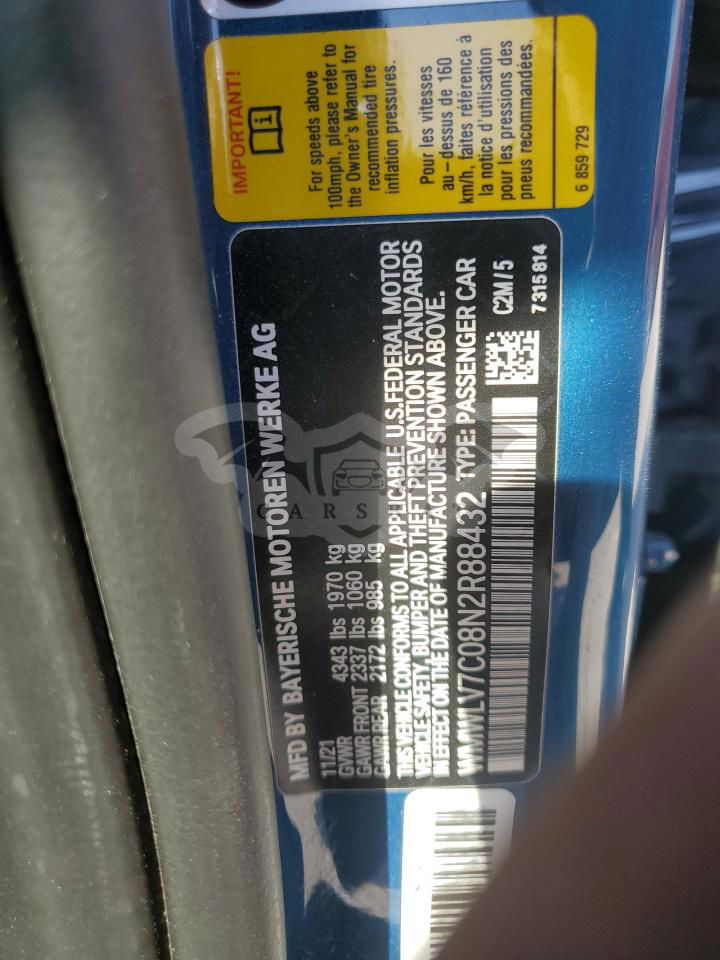 MFD BY BAYERISCHE MOTOREN WERKE AG
11/21
GVWR 4343 lbs 1970 kg
GAWR FRONT 2337 lbs 1060 kg
GAWR REAR 2172 lbs 985 kg
THIS VEHICLE CONFORMS TO ALL APPLICABLE U.S.FEDERAL MOTOR
VEHICLE SAFETY, BUMPER AND THEFT PREVENTION STANDARDS
IN EFFECT ON THE DATE OF MANUFACTURE SHOWN ABOVE.
WMWLV7C08N2R88432 TYPE: PASSENGER CAR
C2M/5
7315814
IMPORTANT!
For speeds above
100mph, please refer to
the Owner's Manual for
recommended tire
inflation pressures.
Pour les vitesses
au-dessus de 160
km/h, faites référence à
la notice d'utilisation
pour les pressions des
pneus recommandées.
6 859 729